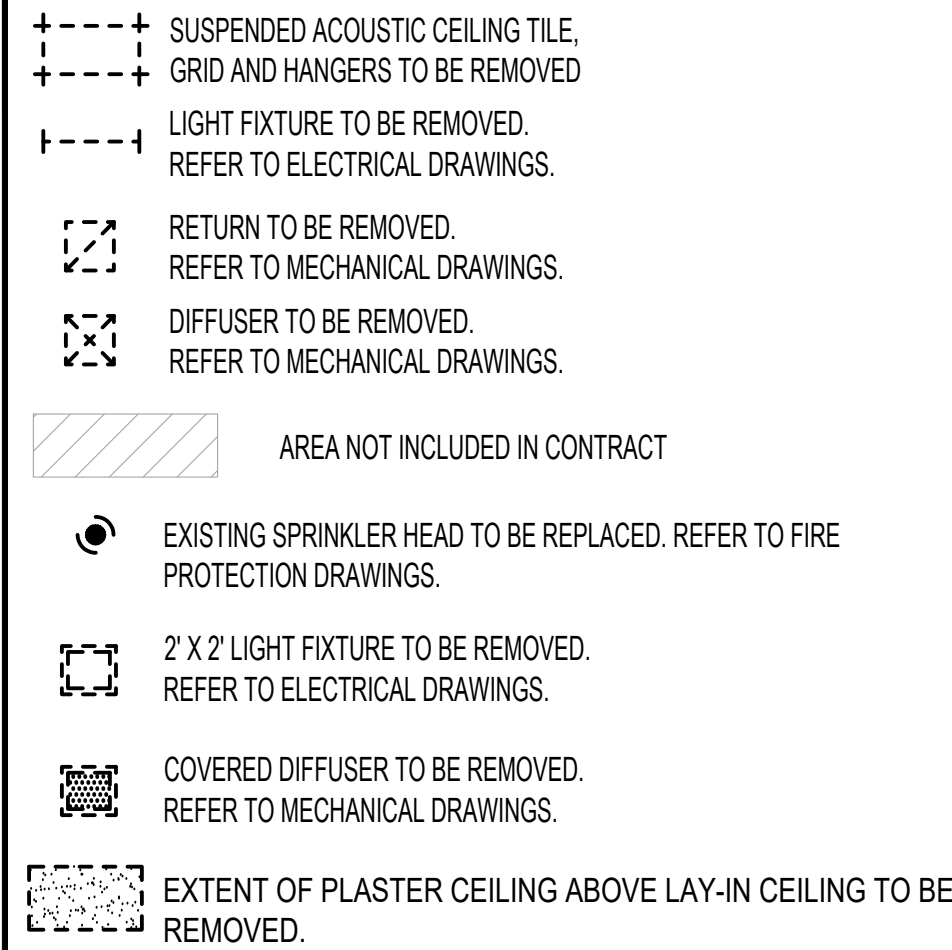 SUSPENDED ACOUSTIC CEILING TILE,
GRID AND HANGERS TO BE REMOVED
LIGHT FIXTURE TO BE REMOVED.
REFER TO ELECTRICAL DRAWINGS.
RETURN TO BE REMOVED.
REFER TO MECHANICAL DRAWINGS.
DIFFUSER TO BE REMOVED.
REFER TO MECHANICAL DRAWINGS.
AREA NOT INCLUDED IN CONTRACT
EXISTING SPRINKLER HEAD TO BE REPLACED. REFER TO FIRE
PROTECTION DRAWINGS.
2' X 2' LIGHT FIXTURE TO BE REMOVED.
REFER TO ELECTRICAL DRAWINGS.
COVERED DIFFUSER TO BE REMOVED.
REFER TO MECHANICAL DRAWINGS.
EXTENT OF PLASTER CEILING ABOVE LAY-IN CEILING TO BE
REMOVED.